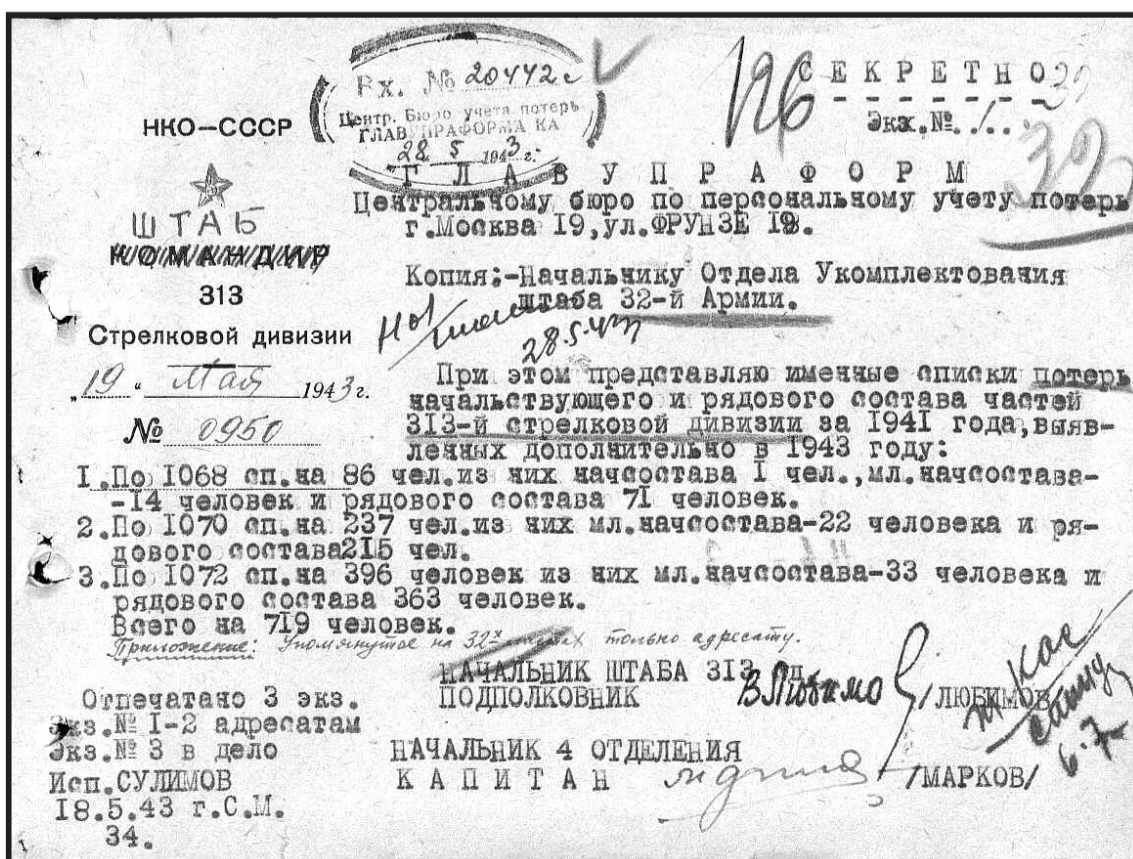 Вх. № 20442с
Центр. Бюро учета потерь
ГЛАВУПРАФОРМА КА
28 5 1943 г.
126
СЕКРЕТНО
Экз.№ 1.
32
НКО—СССР
ШТАБ
КОМАНДИР
313
Стрелковой дивизии
"19" Мая 1943 г.
№ 0950
ГЛАВУПРАФОРМ
Центральному бюро по персональному учету потерь
г.Москва 19,ул.ФРУНЗЕ 19.
Копия:-Начальнику Отдела Укомплектования
штаба 32-й Армии.
28.5.43
При этом представляю именные списки потерь
начальствующего и рядового состава частей
313-й стрелковой дивизии за 1941 года,выяв-
ленных дополнительно в 1943 году:
1.По 1068 сп.на 86 чел.из них начсостава I чел.,мл.начсостава-
-14 человек и рядового состава 71 человек.
2.По 1070 сп.на 237 чел.из них мл.начсостава-22 человека и ря-
дового состава215 чел.
3.По 1072 сп.на 396 человек из них мл.начсостава-33 человека и
рядового состава 363 человек.
Всего на 719 человек.
Приложение: Упомянутое на 32х листах только адресату.
НАЧАЛЬНИК ШТАБА 313 сд
ПОДПОЛКОВНИК В Любимов /ЛЮБИМОВ
Отпечатано 3 экз.
Экз.№ I-2 адресатам
Экз.№ 3 в дело
Исп.СУЛИМОВ
18.5.43 г.С.М.
34.
НАЧАЛЬНИК 4 ОТДЕЛЕНИЯ
КАПИТАН /МАРКОВ/
6.7